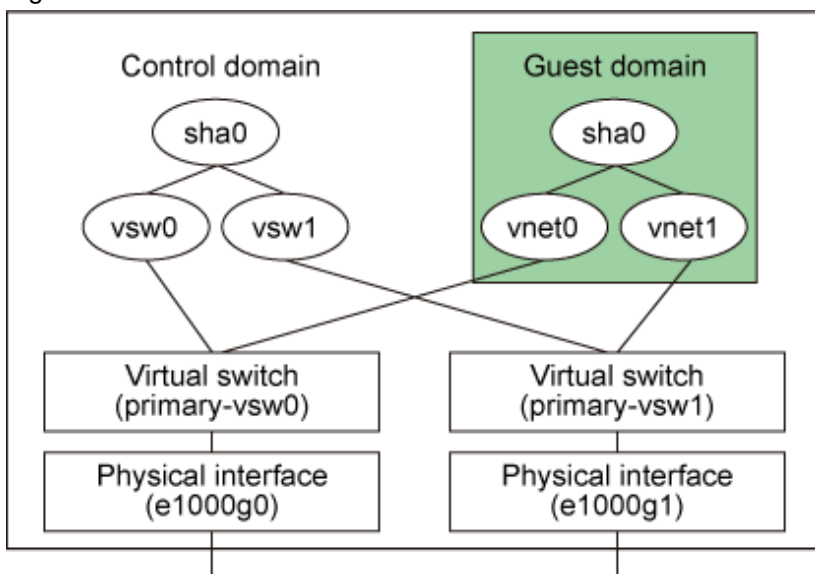 Control domain
Guest domain
sha0
sha0
vsw0
vsw1
vnet0
vnet1
Virtual switch
(primary-vsw0)
Virtual switch
(primary-vsw1)
Physical interface
(e1000g0)
Physical interface
(e1000g1)